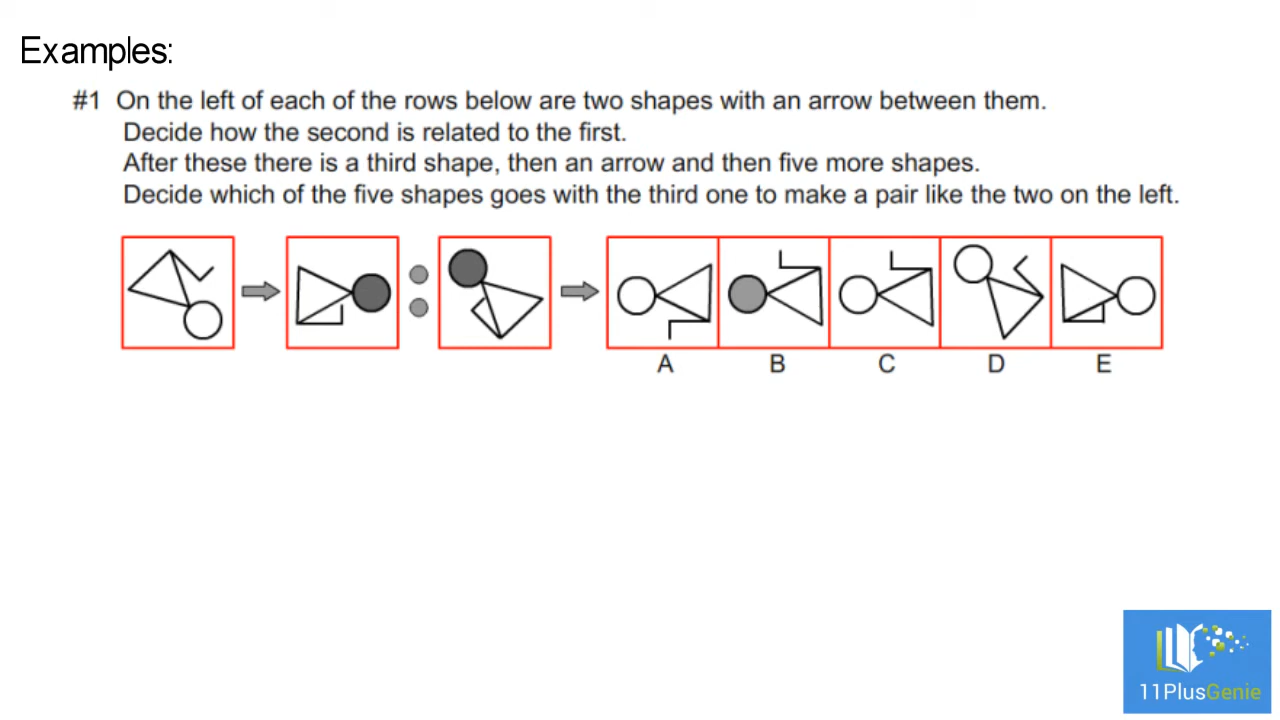 Examples:
#1 On the left of each of the rows below are two shapes with an arrow between them.
Decide how the second is related to the first.
After these there is a third shape, then an arrow and then five more shapes.
Decide which of the five shapes goes with the third one to make a pair like the two on the left.
A B C D E
11PlusGenie